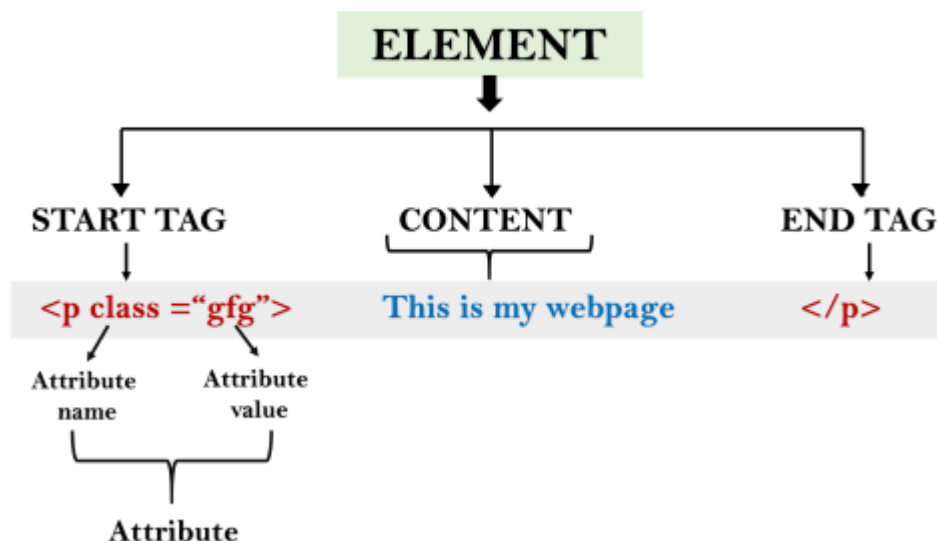 ELEMENT
START TAG
CONTENT
END TAG
<p class =“gfg”> This is my webpage </p>
Attribute name
Attribute value
Attribute